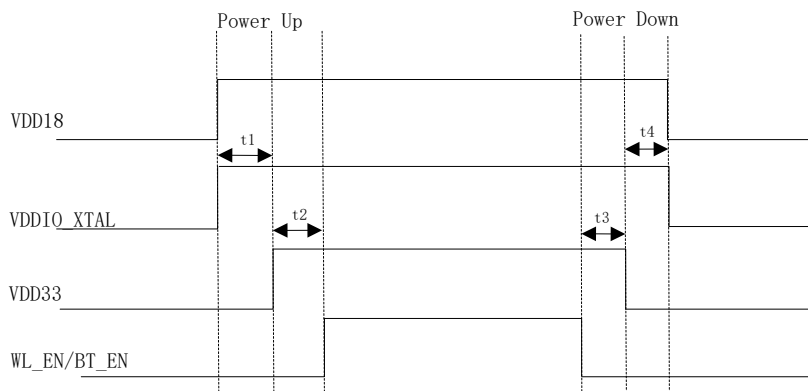 Power Up
Power Down
VDD18
t1
t4
VDDIO_XTAL
t2
t3
VDD33
WL_EN/BT_EN